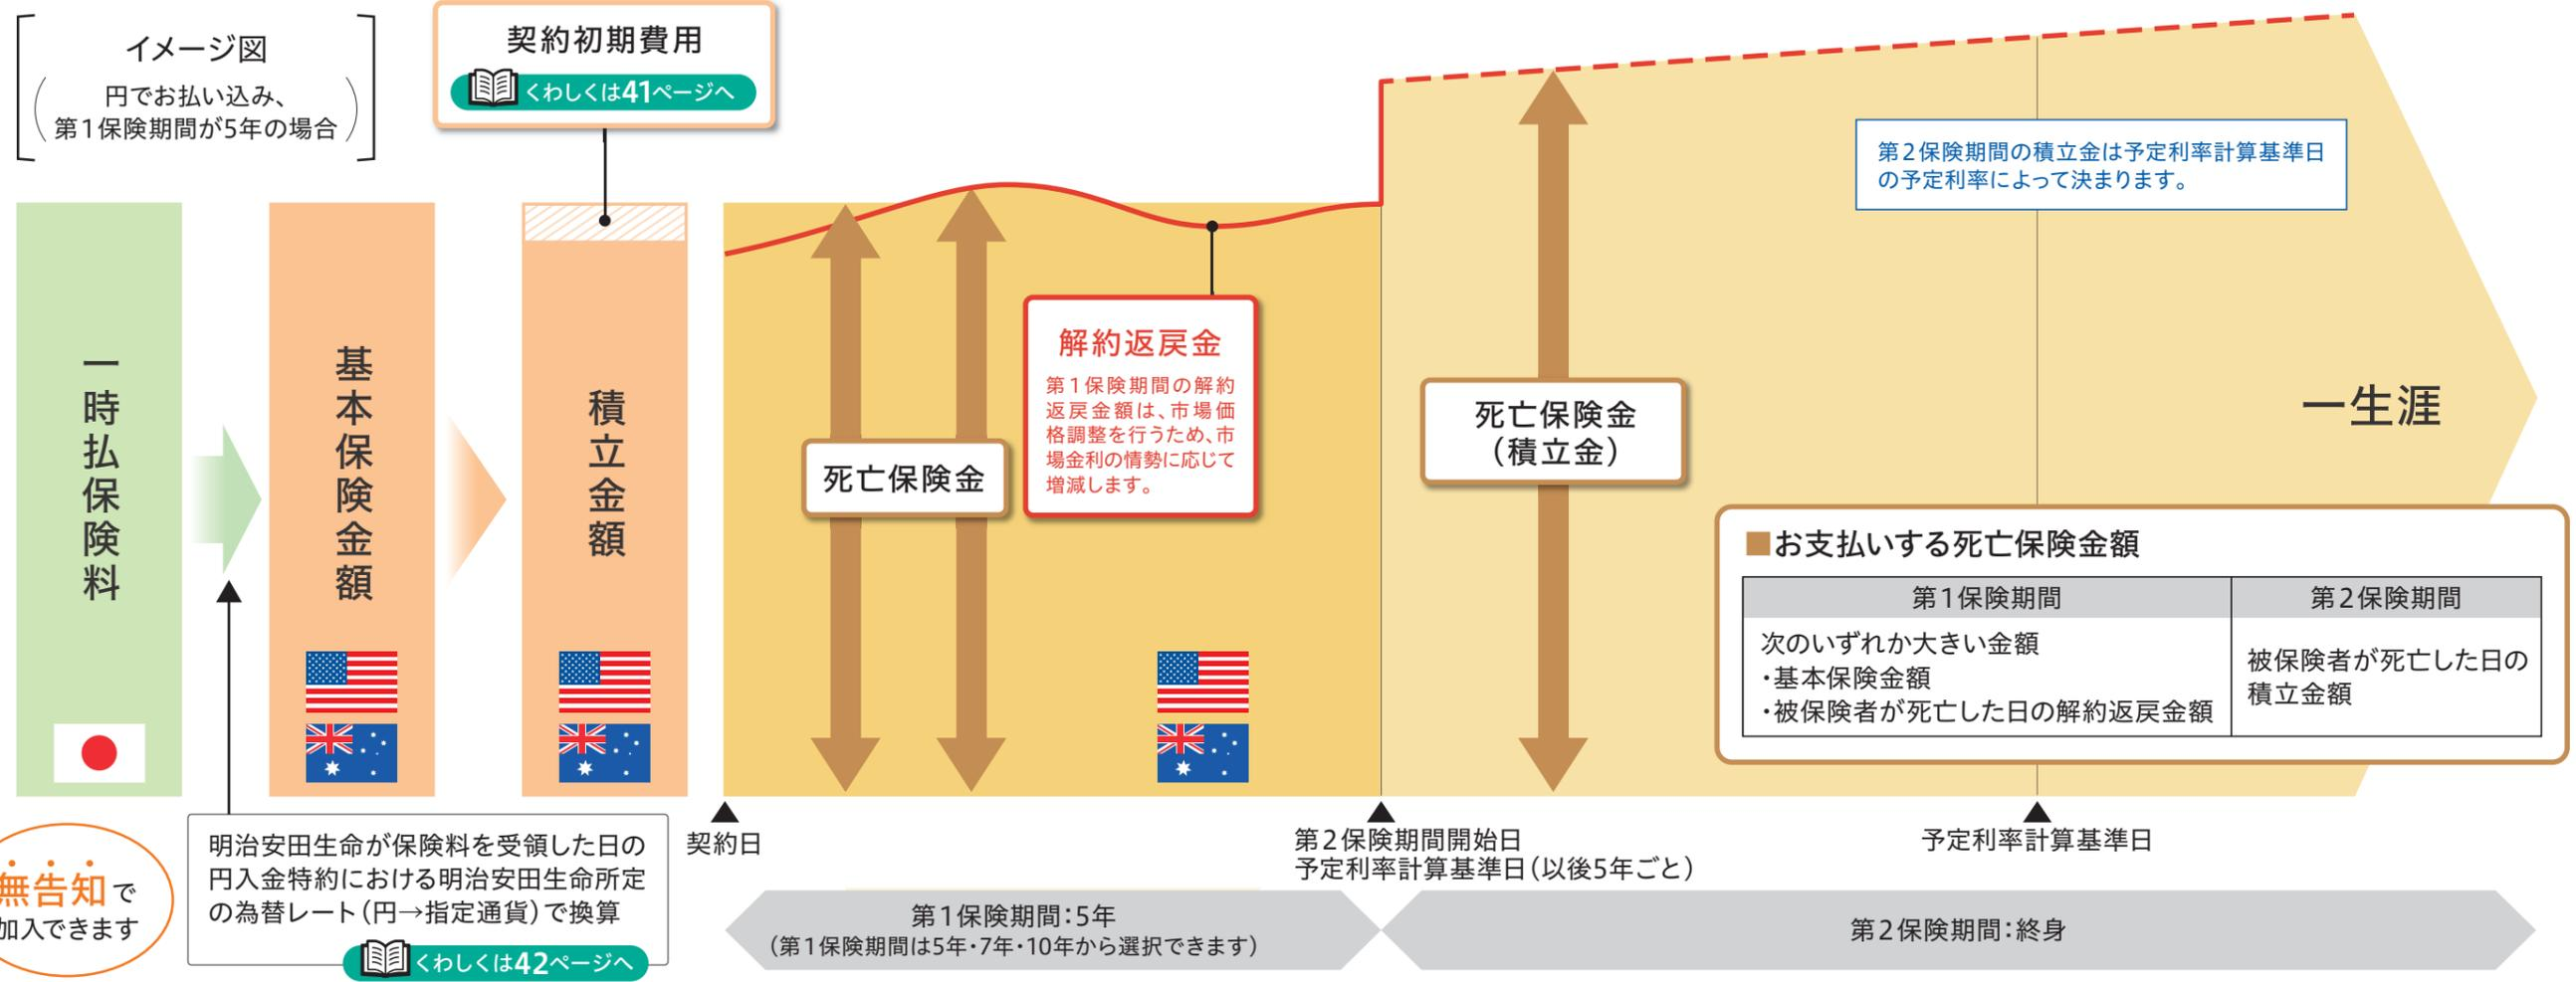 イメージ図
円でお払い込み、
第1保険期間が5年の場合
契約初期費用
くわしくは41ページへ
一時払保険料
基本保険金額
積立金額
死亡保険金
解約返戻金
第1保険期間の解約
返戻金額は、市場価
格調整を行うため、市
場金利の情勢に応じて
増減します。
死亡保険金
（積立金）
第2保険期間の積立金は予定利率計算基準日
の予定利率によって決まります。
一生涯
■お支払いする死亡保険金額
第1保険期間
第2保険期間
次のいずれか大きい金額
・基本保険金額
・被保険者が死亡した日の解約返戻金額
被保険者が死亡した日の
積立金額
無告知で
加入できます
明治安田生命が保険料を受領した日の
円入金特約における明治安田生命所定
の為替レート（円→指定通貨）で換算
くわしくは42ページへ
契約日
第2保険期間開始日
予定利率計算基準日（以後5年ごと）
予定利率計算基準日
第1保険期間：5年
（第1保険期間は5年・7年・10年から選択できます）
第2保険期間：終身